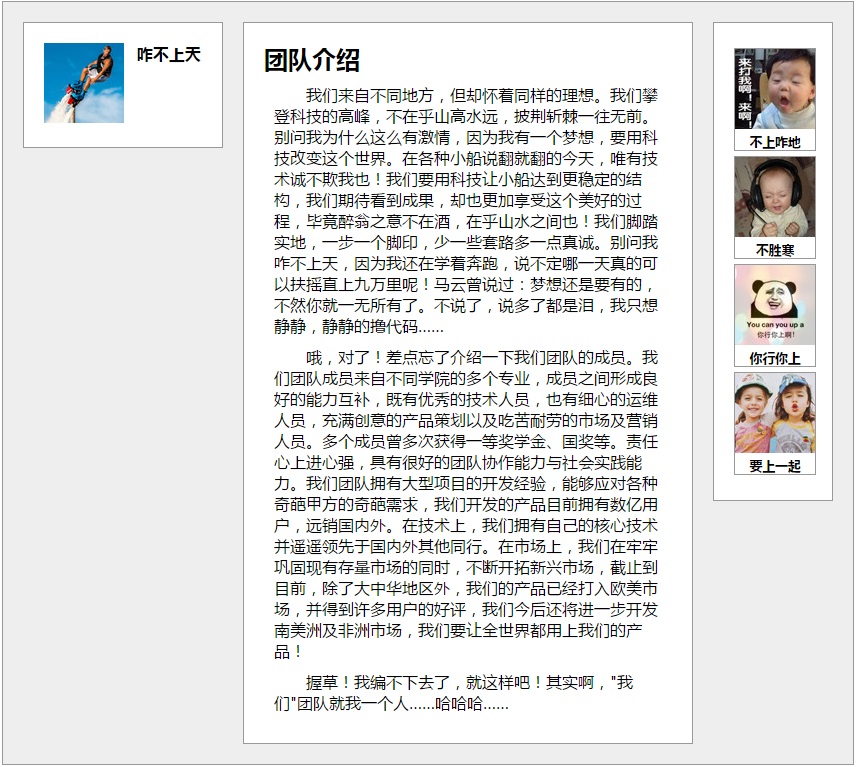 咋不上天
团队介绍
我们来自不同地方，但却怀着同样的理想。我们攀
登科技的高峰，不在乎山高水远，披荆斩棘一往无前。
别问我为什么这么有激情，因为我有一个梦想，要用科
技改变这个世界。在各种小船说翻就翻的今天，唯有技
术诚不欺我也！我们要用科技让小船达到更稳定的结
构，我们期待看到成果，却也更加享受这个美好的过
程，毕竟醉翁之意不在酒，在乎山水之间也！我们脚踏
实地，一步一个脚印，少一些套路多一点真诚。别问我
咋不上天，因为我还在学着奔跑，说不定哪一天真的可
以扶摇直上九万里呢！马云曾说过：梦想还是要有的，
不然你就一无所有了。不说了，说多了都是泪，我只想
静静，静静的撸代码......
哦，对了！差点忘了介绍一下我们团队的成员。我
们团队成员来自不同学院的多个专业，成员之间形成良
好的能力互补，既有优秀的技术人员，也有细心的运维
人员，充满创意的产品策划以及吃苦耐劳的市场及营销
人员。多个成员曾多次获得一等奖学金、国奖等。责任
心上进心强，具有很好的团队协作能力与社会实践能
力。我们团队拥有大型项目的开发经验，能够应对各种
奇葩甲方的奇葩需求，我们开发的产品目前拥有数亿用
户，远销国内外。在技术上，我们拥有自己的核心技术
并遥遥领先于国内外其他同行。在市场上，我们在牢牢
巩固现有存量市场的同时，不断开拓新兴市场，截止到
目前，除了大中华地区外，我们的产品已经打入欧美市
场，并得到许多用户的好评，我们今后还将进一步开发
南美洲及非洲市场，我们要让全世界都用上我们的产
品！
握草！我编不下去了，就这样吧！其实啊，"我
们"团队就我一个人......哈哈哈......
来打我啊！来啊！
不上咋地
不胜寒
You can you up a
你行你上啊!
你行你上
要上一起